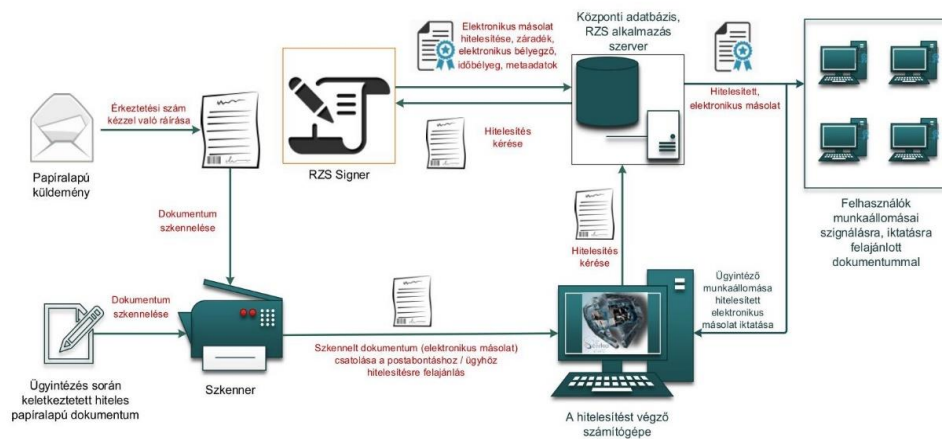 Elektronikus másolat
hitelesítése, záradék,
elektronikus bélyegző,
időbélyeg, metaadatok
Központi adatbázis,
RZS alkalmazás
szerver
Érkeztetési szám
kézzel való ráírása
Hitelesített,
elektronikus másolat
Hitelesítés
kérése
Papíralapú
küldemény
RZS Signer
Felhasználók
munkaállomásai
szignálásra, iktatásra
felajánlott
dokumentummal
Dokumentum
szkennelése
Hitelesítés
kérése
Ügyintéző
munkaállomása
hitelesített
elektronikus
másolat iktatása
Dokumentum
szkennelése
Szkennelt dokumentum (elektronikus másolat)
csatolása a postabontáshoz / ügyhöz
hitelesítésre felajánlás
Szkenner
Ügyintézés során
keletkeztetett hiteles
papíralapú dokumentum
A hitelesítést végző
számítógépe